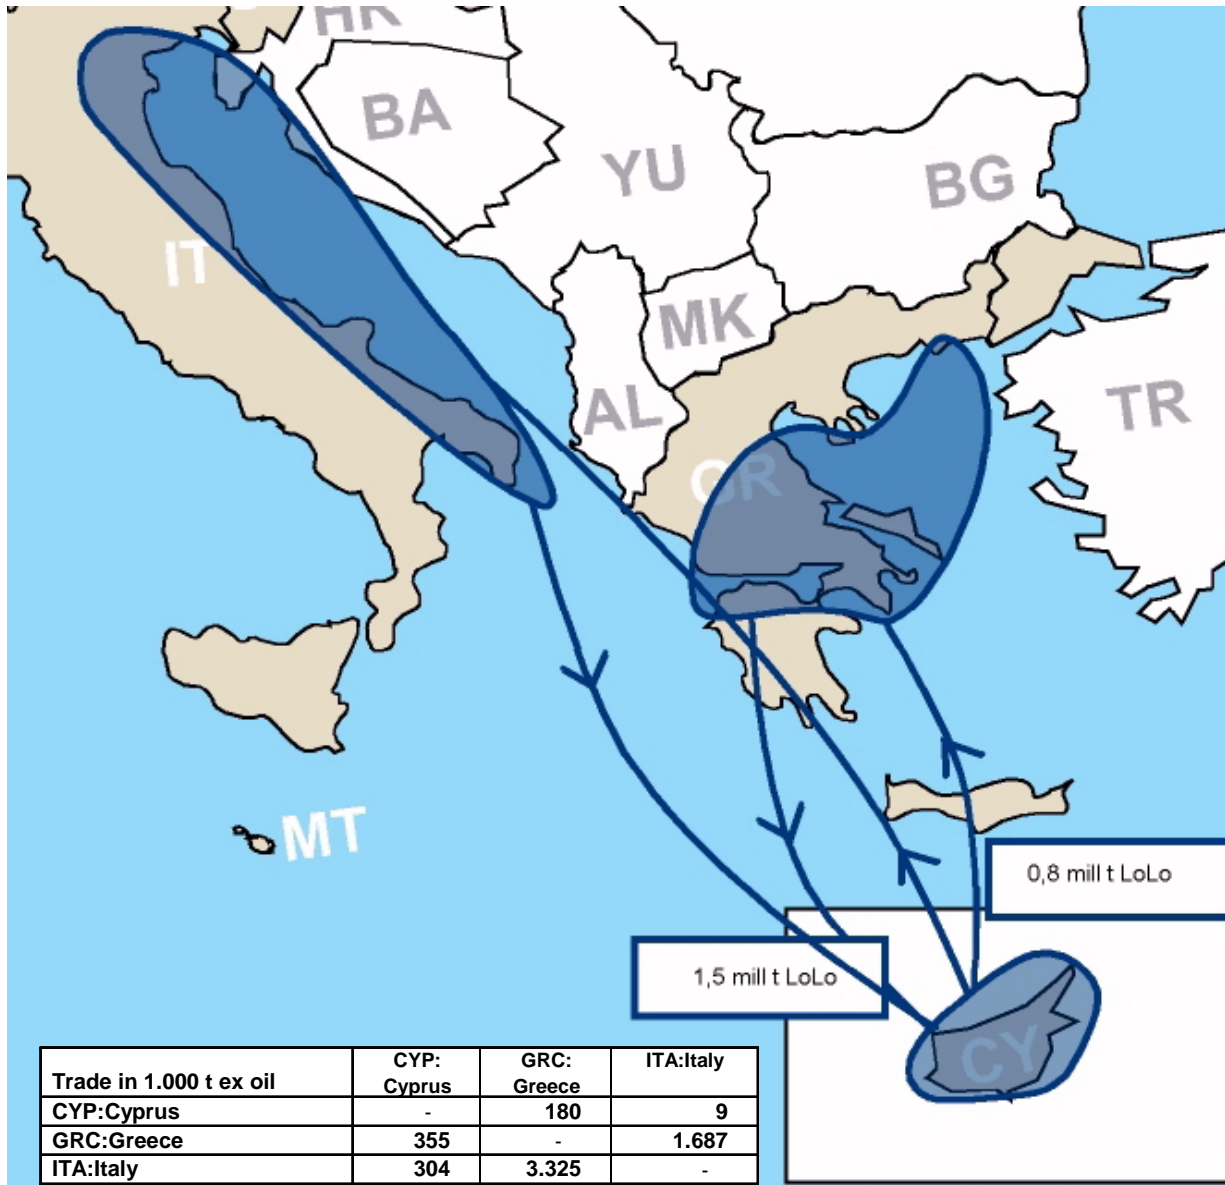 HR
BA
YU
BG
IT
MK
AL
TR
GR
MT
0,8 mill t LoLo
1,5 mill t LoLo
CY
Trade in 1.000 t ex oil CYP: Cyprus GRC: Greece ITA:Italy
CYP:Cyprus - 180 9
GRC:Greece 355 - 1.687
ITA:Italy 304 3.325 -